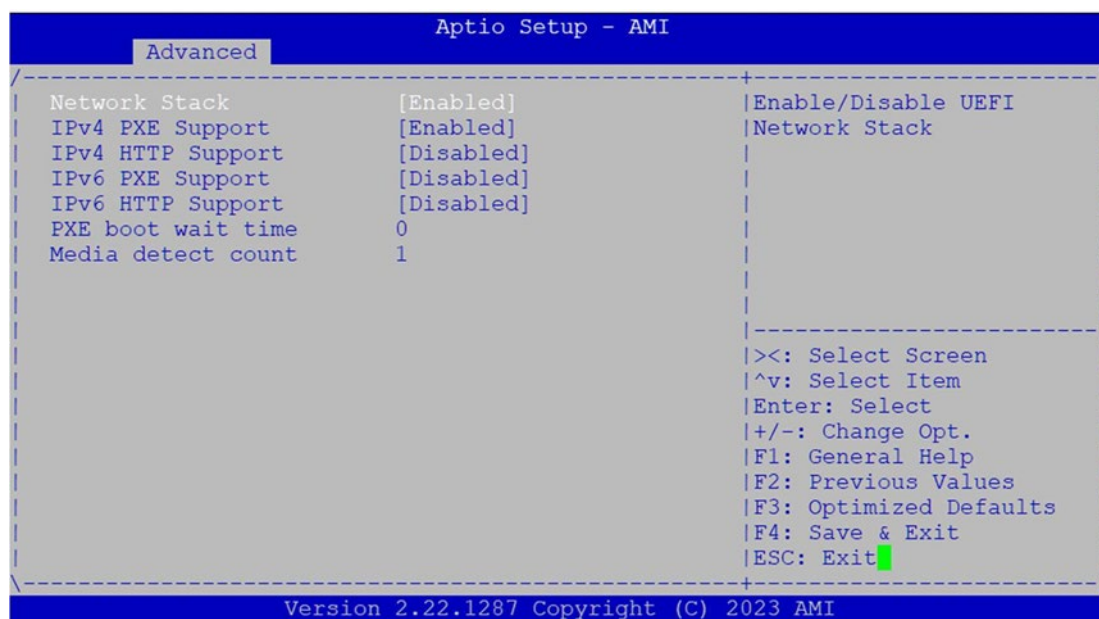 Aptio Setup - AMI
Advanced
Network Stack [Enabled]
IPv4 PXE Support [Enabled]
IPv4 HTTP Support [Disabled]
IPv6 PXE Support [Disabled]
IPv6 HTTP Support [Disabled]
PXE boot wait time 0
Media detect count 1
Enable/Disable UEFI
Network Stack
><: Select Screen
^v: Select Item
Enter: Select
+/-: Change Opt.
F1: General Help
F2: Previous Values
F3: Optimized Defaults
F4: Save & Exit
ESC: Exit
Version 2.22.1287 Copyright (C) 2023 AMI